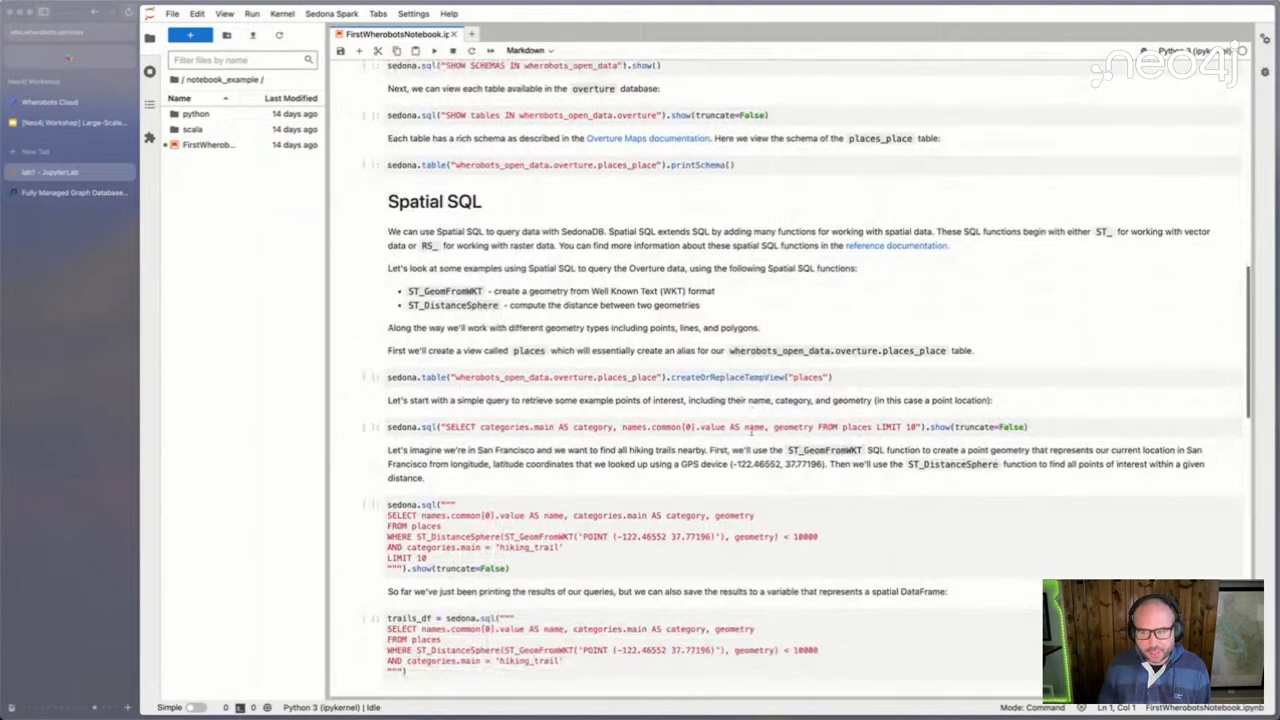 File Edit View Run Kernel Sedona Spark Tabs Settings Help
FirstWherobotsNotebook.ip
Markdown
Python 3 (ipykernel)
neo4j
Neo4j Workshop
Wherobots Cloud
[Neo4j Workshop] Large-Scale...
New Tab
lab? - JupyterLab
Fully Managed Graph Database...
Filter files by name
/ notebook_example /
Name Last Modified
python 14 days ago
scala 14 days ago
FirstWherob... 14 days ago
sedona.sql("SHOW SCHEMAS IN wherobots_open_data").show()
Next, we can view each table available in the overture database:
sedona.sql("SHOW tables IN wherobots_open_data.overture").show(truncate=False)
Each table has a rich schema as described in the Overture Maps documentation. Here we view the schema of the places_place table:
sedona.table("wherobots_open_data.overture.places_place").printSchema()
Spatial SQL
We can use Spatial SQL to query data with SedonaDB. Spatial SQL extends SQL by adding many functions for working with spatial data. These SQL functions begin with either ST_ for working with vector
data or RS_ for working with raster data. You can find more information about these spatial SQL functions in the reference documentation.
Let's look at some examples using Spatial SQL to query the Overture data, using the following Spatial SQL functions:
• ST_GeomFromWKT - create a geometry from Well Known Text (WKT) format
• ST_DistanceSphere - compute the distance between two geometries
Along the way we'll work with different geometry types including points, lines, and polygons.
First we'll create a view called places which will essentially create an alias for our wherobots_open_data.overture.places_place table.
[ ]: sedona.table("wherobots_open_data.overture.places_place").createOrReplaceTempView("places")
Let's start with a simple query to retrieve some example points of interest, including their name, category, and geometry (in this case a point location):
[ ]: sedona.sql("SELECT categories.main AS category, names.common[0].value AS name, geometry FROM places LIMIT 10").show(truncate=False)
Let's imagine we're in San Francisco and we want to find all hiking trails nearby. First, we'll use the ST_GeomFromWKT SQL function to create a point geometry that represents our current location in San
Francisco from longitude, latitude coordinates that we looked up using a GPS device (-122.46552, 37.77196). Then we'll use the ST_DistanceSphere function to find all points of interest within a given
distance.
[ ]: sedona.sql("""
SELECT names.common[0].value AS name, categories.main AS category, geometry
FROM places
WHERE ST_DistanceSphere(ST_GeomFromWKT('POINT (-122.46552 37.77196)'), geometry) < 10000
AND categories.main = 'hiking_trail'
LIMIT 10
""").show(truncate=False)
So far we've just been printing the results of our queries, but we can also save the results to a variable that represents a spatial DataFrame:
[ ]: trails_df = sedona.sql("""
SELECT names.common[0].value AS name, categories.main AS category, geometry
FROM places
WHERE ST_DistanceSphere(ST_GeomFromWKT('POINT (-122.46552 37.77196)'), geometry) < 10000
AND categories.main = 'hiking_trail'
""")
Simple 0 0 Python 3 (ipykernel) | Idle
Mode: Command Ln 1, Col 1 FirstWherobotsNotebook.ipynb